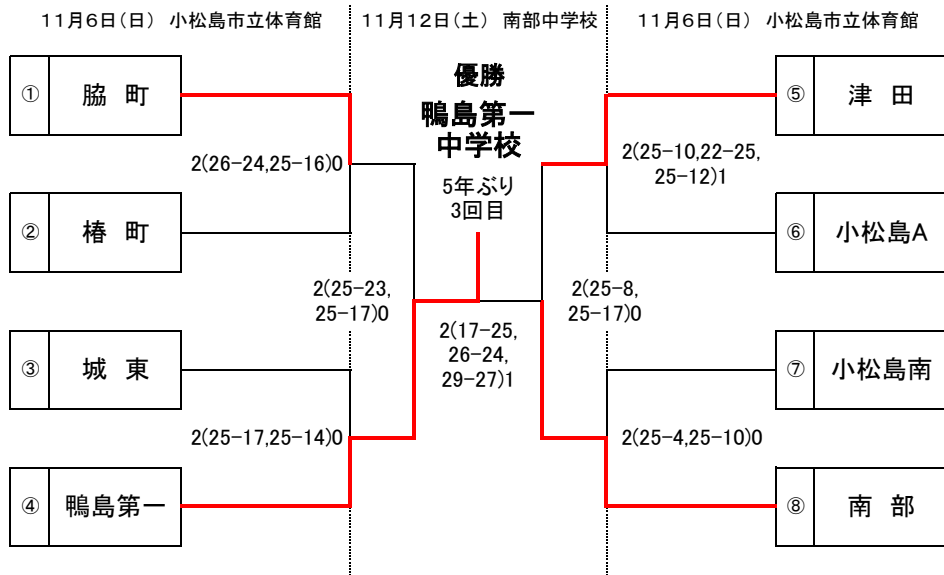 11月6日(日) 小松島市立体育館
11月12日(土) 南部中学校
11月6日(日) 小松島市立体育館
優勝
鴨島第一
中学校
5年ぶり
3回目
① 脇 町
2(26-24,25-16)0
② 椿 町
2(25-23,
25-17)0
③ 城 東
2(25-17,25-14)0
④ 鴨島第一
2(17-25,
26-24,
29-27)1
⑤ 津 田
2(25-10,22-25,
25-12)1
⑥ 小松島A
2(25-8,
25-17)0
⑦ 小松島南
2(25-4,25-10)0
⑧ 南 部